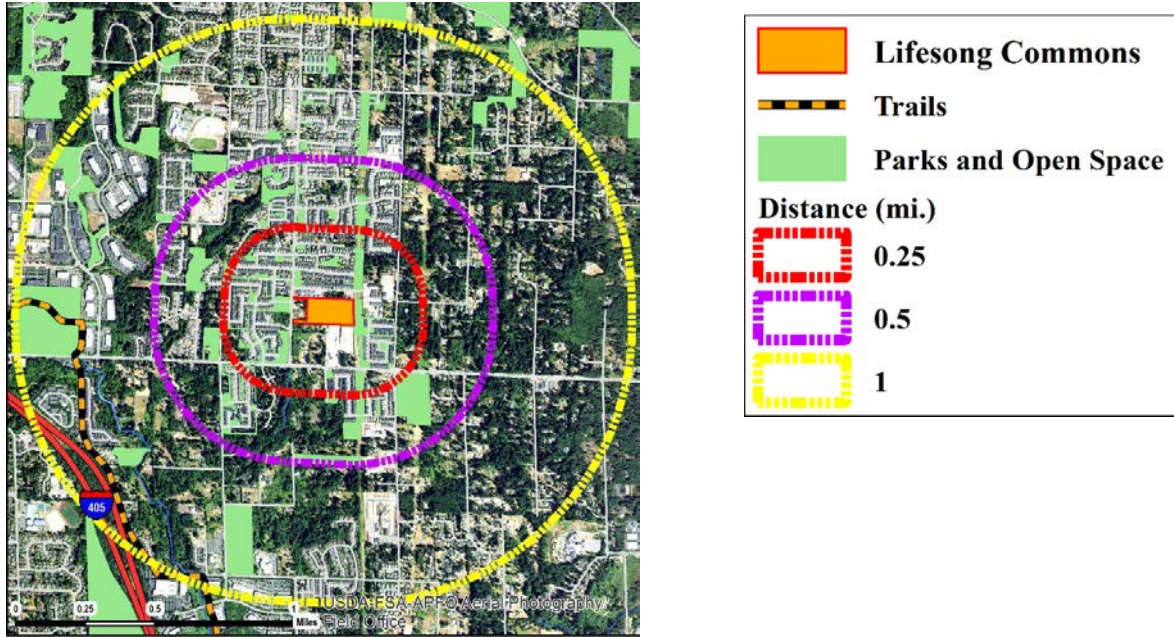 Lifesong Commons
Trails
Parks and Open Space
Distance (mi.)
0.25
0.5
1
405
0 0.25 0.5 1
Miles
USDA-FSA-APFO Aerial Photography
Field Office